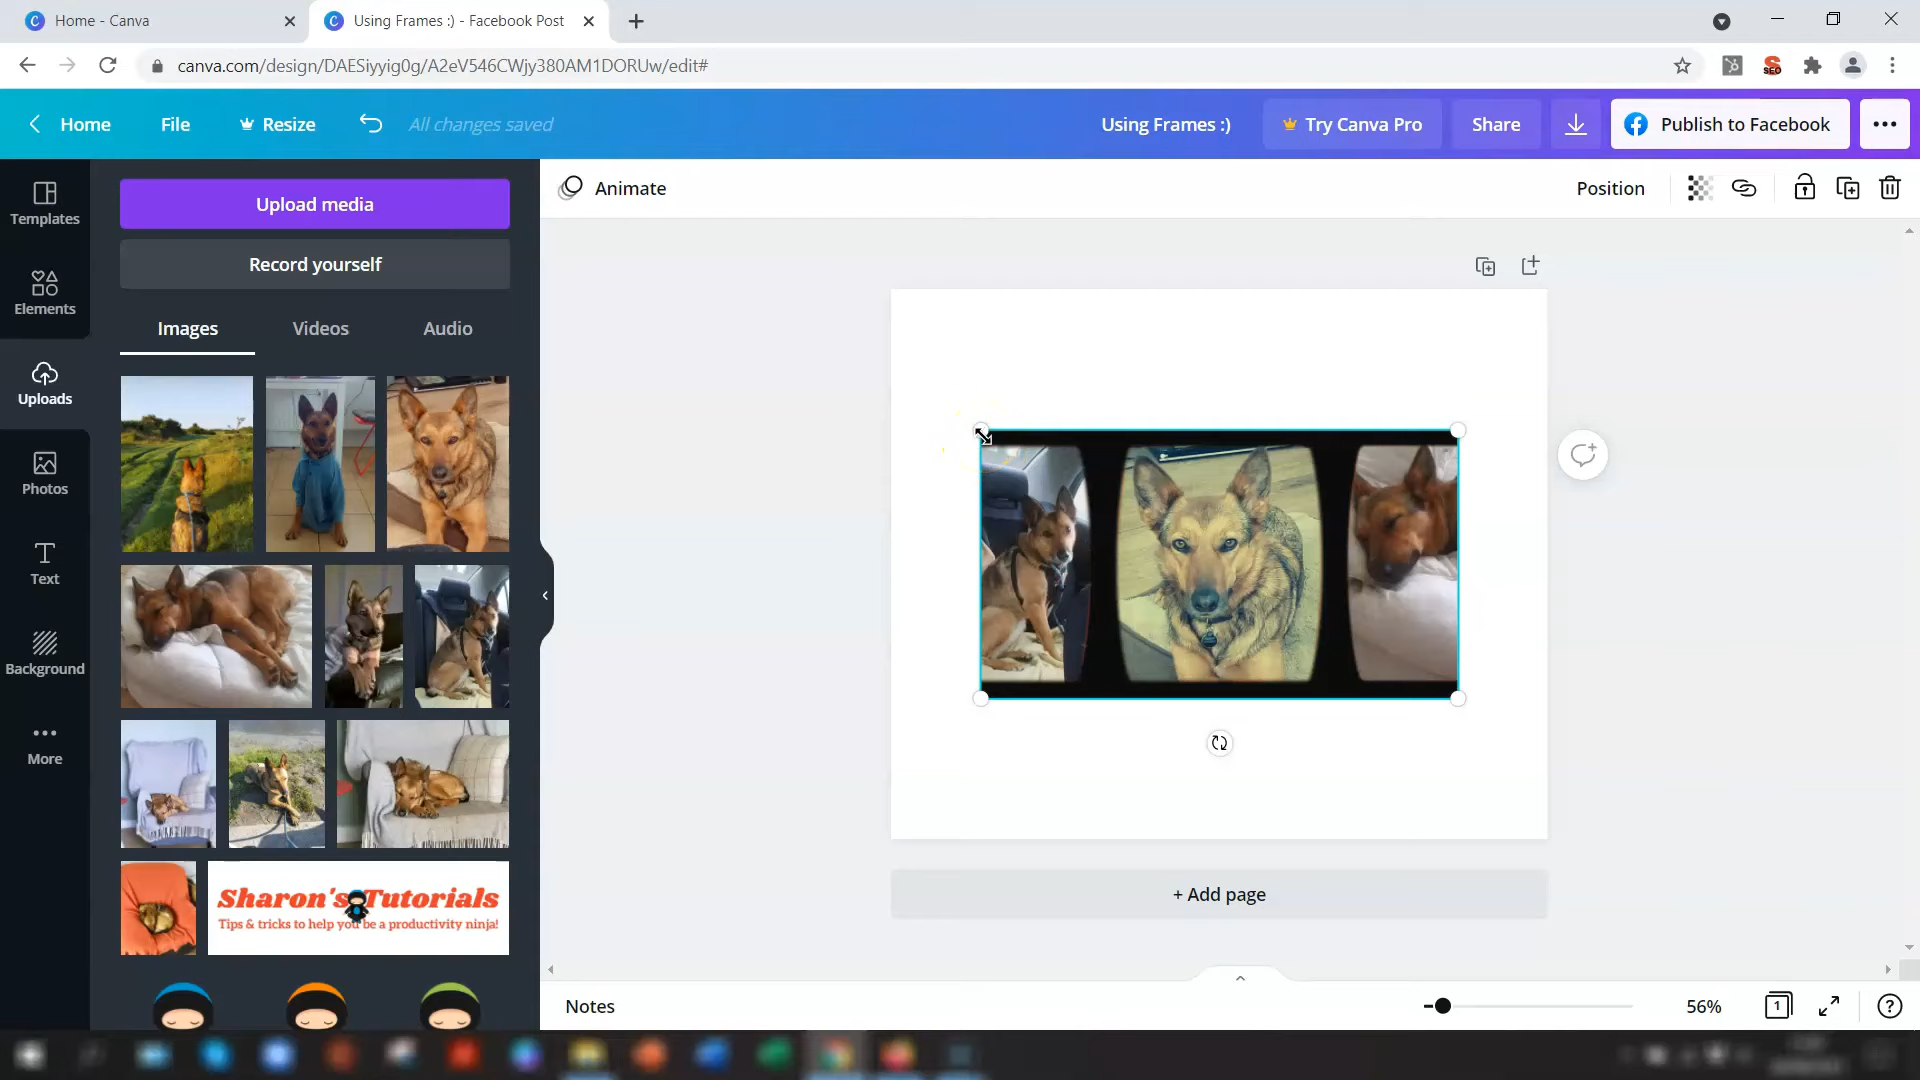 Home - Canva
Using Frames :) - Facebook Post
canva.com/design/DAESiyyig0g/A2eV546CWjy380AM1DORUw/edit#
SEO
Home
File
Resize
All changes saved
Using Frames :)
Try Canva Pro
Share
Publish to Facebook
Templates
Elements
Uploads
Photos
Text
Background
More
Upload media
Record yourself
Images
Videos
Audio
Sharon's Tutorials
Tips & tricks to help you be a productivity ninja!
Animate
Position
+ Add page
Notes
56%
1